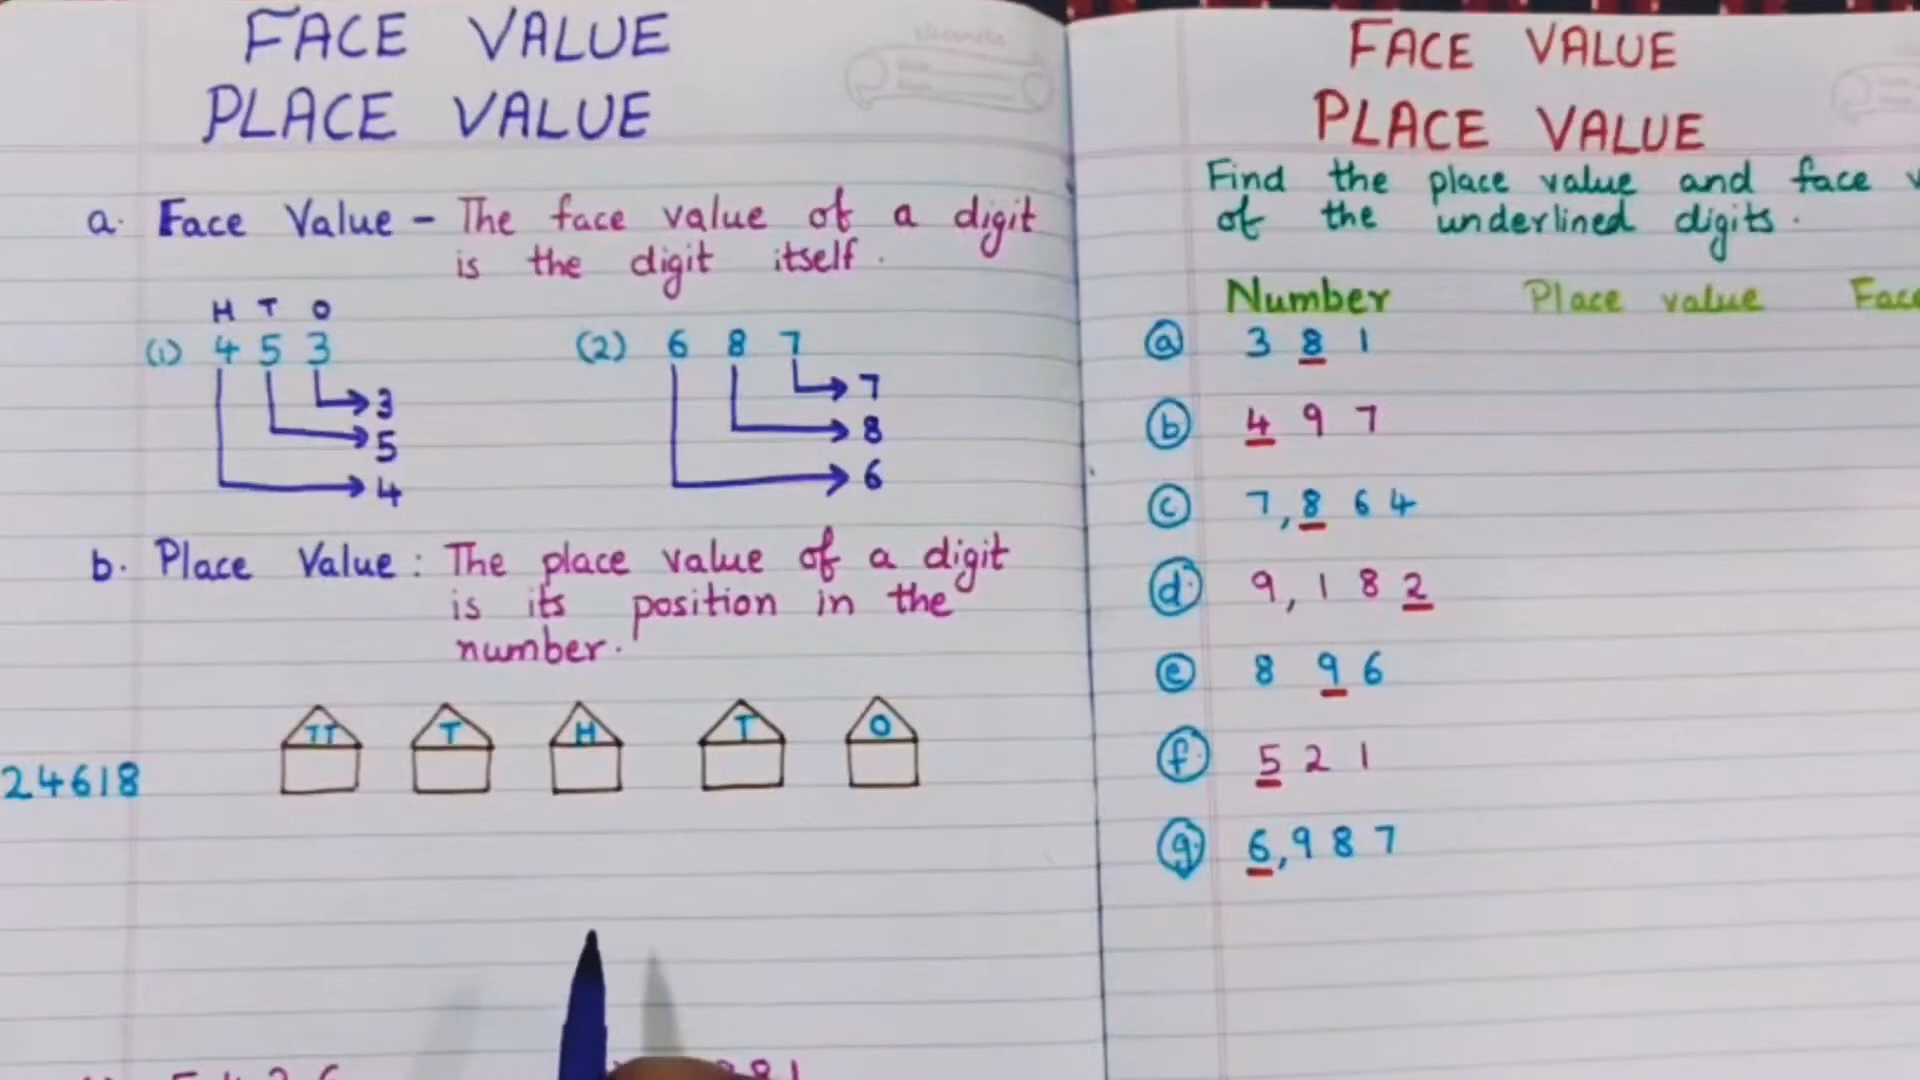 FACE VALUE
PLACE VALUE
a. Face Value - The face value of a digit
is the digit itself.
H T O
(1) 4 5 3
3
5
4
(2) 6 8 7
7
8
6
b. Place Value: The place value of a digit
is its position in the
number.
TT T H T O
24618
FACE VALUE
PLACE VALUE
Find the place value and face
of the underlined digits.
Number Place value Face
(a) 3 8 1
(b) 4 9 7
(c) 7,8 6 4
(d) 9,1 8 2
(e) 8 9 6
(f) 5 2 1
(g) 6,9 8 7